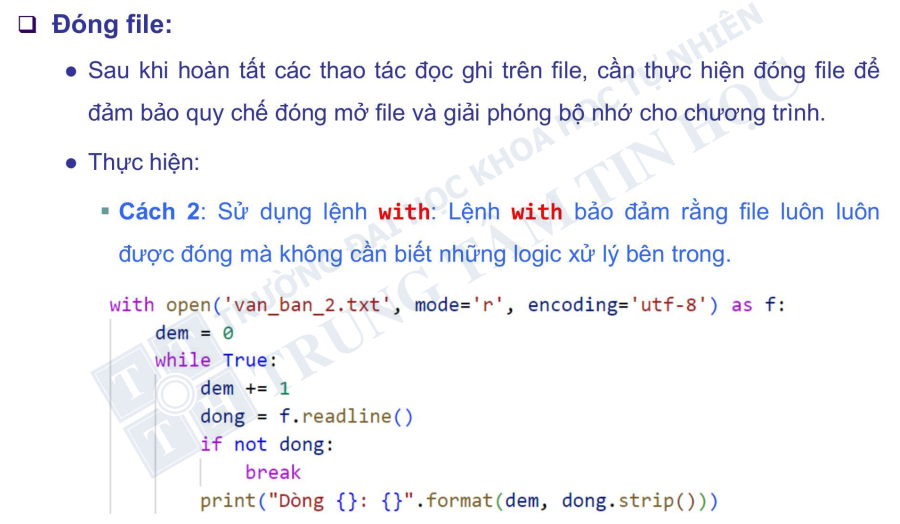 ❑ Đóng file:
● Sau khi hoàn tất các thao tác đọc ghi trên file, cần thực hiện đóng file để
đảm bảo quy chế đóng mở file và giải phóng bộ nhớ cho chương trình.
● Thực hiện:
▪ Cách 2: Sử dụng lệnh with: Lệnh with bảo đảm rằng file luôn luôn
được đóng mà không cần biết những logic xử lý bên trong.
with open('van_ban_2.txt', mode='r', encoding='utf-8') as f:
    dem = 0
    while True:
        dem += 1
        dong = f.readline()
        if not dong:
            break
        print("Dòng {}: {}".format(dem, dong.strip()))
TRƯỜNG ĐẠI HỌC KHOA HỌC TỰ NHIÊN
TRUNG TÂM TIN HỌC